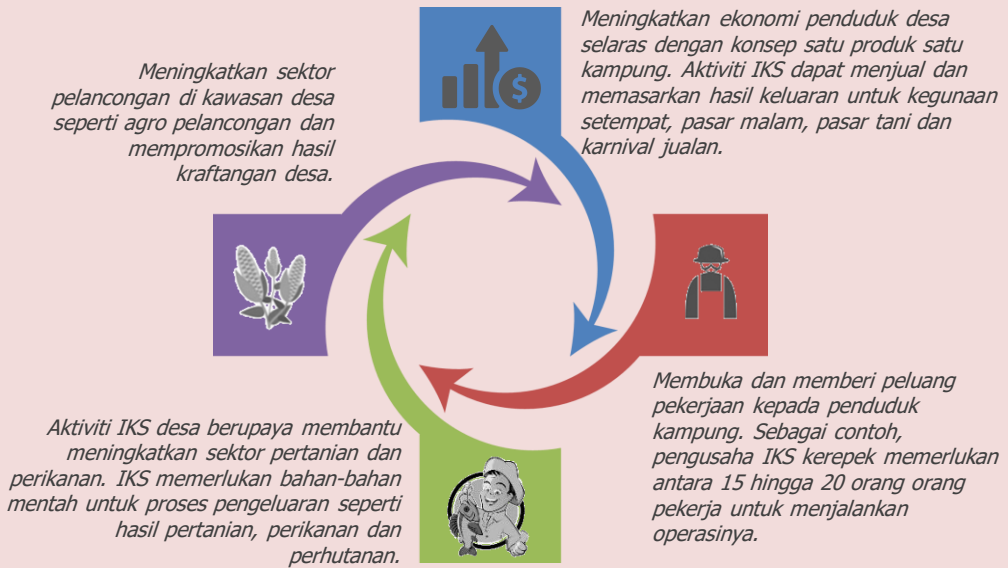 Meningkatkan ekonomi penduduk desa
selaras dengan konsep satu produk satu
kampung. Aktiviti IKS dapat menjual dan
memasarkan hasil keluaran untuk kegunaan
setempat, pasar malam, pasar tani dan
karnival jualan.
Membuka dan memberi peluang
pekerjaan kepada penduduk
kampung. Sebagai contoh,
pengusaha IKS kerepek memerlukan
antara 15 hingga 20 orang orang
pekerja untuk menjalankan
operasinya.
Aktiviti IKS desa berupaya membantu
meningkatkan sektor pertanian dan
perikanan. IKS memerlukan bahan-bahan
mentah untuk proses pengeluaran seperti
hasil pertanian, perikanan dan
perhutanan.
Meningkatkan sektor
pelancongan di kawasan desa
seperti agro pelancongan dan
mempromosikan hasil
kraftangan desa.
$